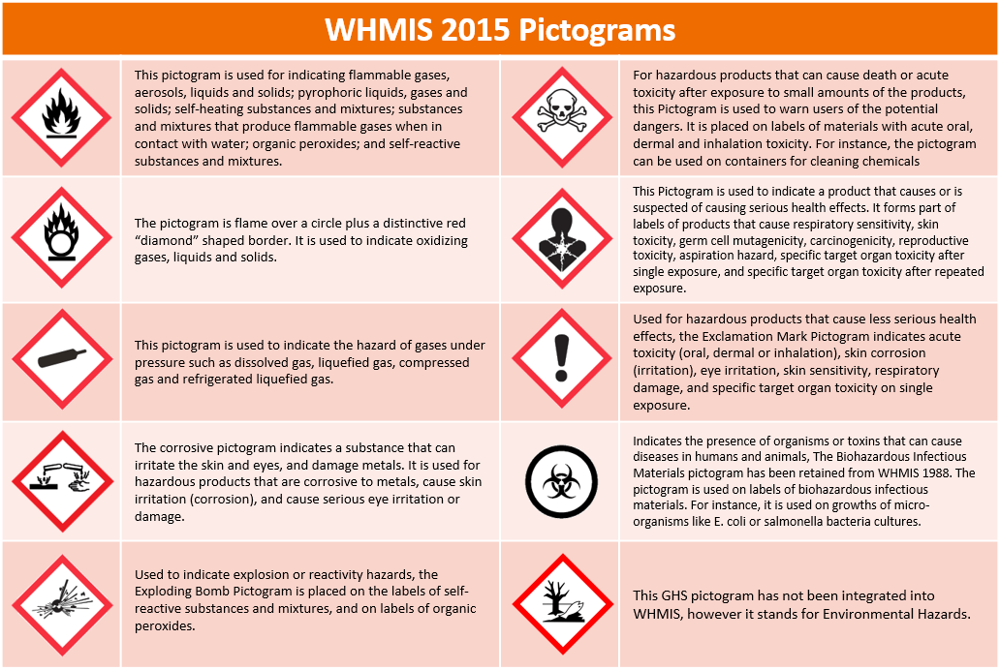 WHMIS 2015 Pictograms
This pictogram is used for indicating flammable gases,
aerosols, liquids and solids; pyrophoric liquids, gases and
solids; self-heating substances and mixtures; substances
and mixtures that produce flammable gases when in
contact with water; organic peroxides; and self-reactive
substances and mixtures.
For hazardous products that can cause death or acute
toxicity after exposure to small amounts of the products,
this Pictogram is used to warn users of the potential
dangers. It is placed on labels of materials with acute oral,
dermal and inhalation toxicity. For instance, the pictogram
can be used on containers for cleaning chemicals
The pictogram is flame over a circle plus a distinctive red
“diamond” shaped border. It is used to indicate oxidizing
gases, liquids and solids.
This Pictogram is used to indicate a product that causes or is
suspected of causing serious health effects. It forms part of
labels of products that cause respiratory sensitivity, skin
toxicity, germ cell mutagenicity, carcinogenicity, reproductive
toxicity, aspiration hazard, specific target organ toxicity after
single exposure, and specific target organ toxicity after repeated
exposure.
This pictogram is used to indicate the hazard of gases under
pressure such as dissolved gas, liquefied gas, compressed
gas and refrigerated liquefied gas.
Used for hazardous products that cause less serious health
effects, the Exclamation Mark Pictogram indicates acute
toxicity (oral, dermal or inhalation), skin corrosion
(irritation), eye irritation, skin sensitivity, respiratory
damage, and specific target organ toxicity on single
exposure.
The corrosive pictogram indicates a substance that can
irritate the skin and eyes, and damage metals. It is used for
hazardous products that are corrosive to metals, cause skin
irritation (corrosion), and cause serious eye irritation or
damage.
Indicates the presence of organisms or toxins that can cause
diseases in humans and animals, The Biohazardous Infectious
Materials pictogram has been retained from WHMIS 1988. The
pictogram is used on labels of biohazardous infectious
materials. For instance, it is used on growths of micro-
organisms like E. coli or salmonella bacteria cultures.
Used to indicate explosion or reactivity hazards, the
Exploding Bomb Pictogram is placed on the labels of self-
reactive substances and mixtures, and on labels of organic
peroxides.
This GHS pictogram has not been integrated into
WHMIS, however it stands for Environmental Hazards.